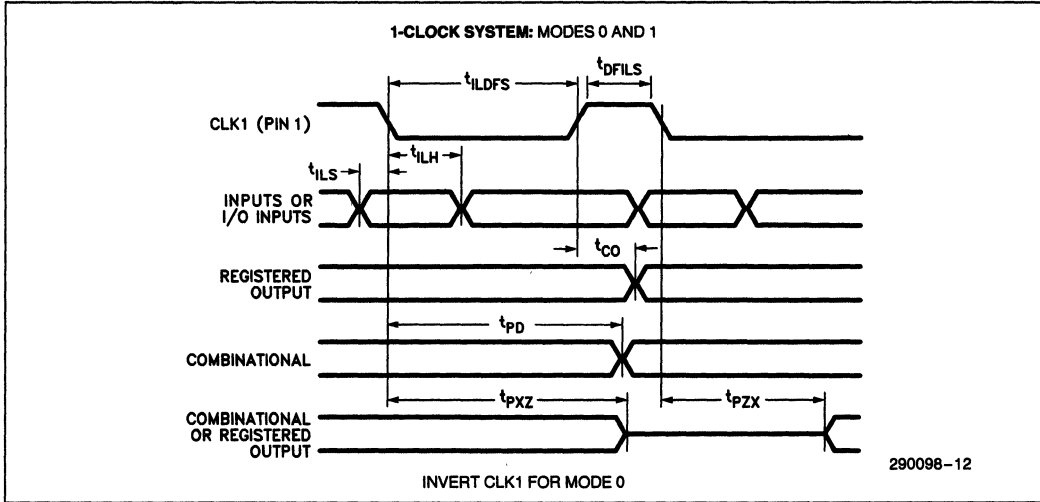 1-CLOCK SYSTEM: MODES 0 AND 1
tILDFS
tDFILS
CLK1 (PIN 1)
tILH
tILS
INPUTS OR
I/O INPUTS
tCO
REGISTERED
OUTPUT
tPD
COMBINATIONAL
tPXZ
tPZX
COMBINATIONAL
OR REGISTERED
OUTPUT
290098-12
INVERT CLK1 FOR MODE 0